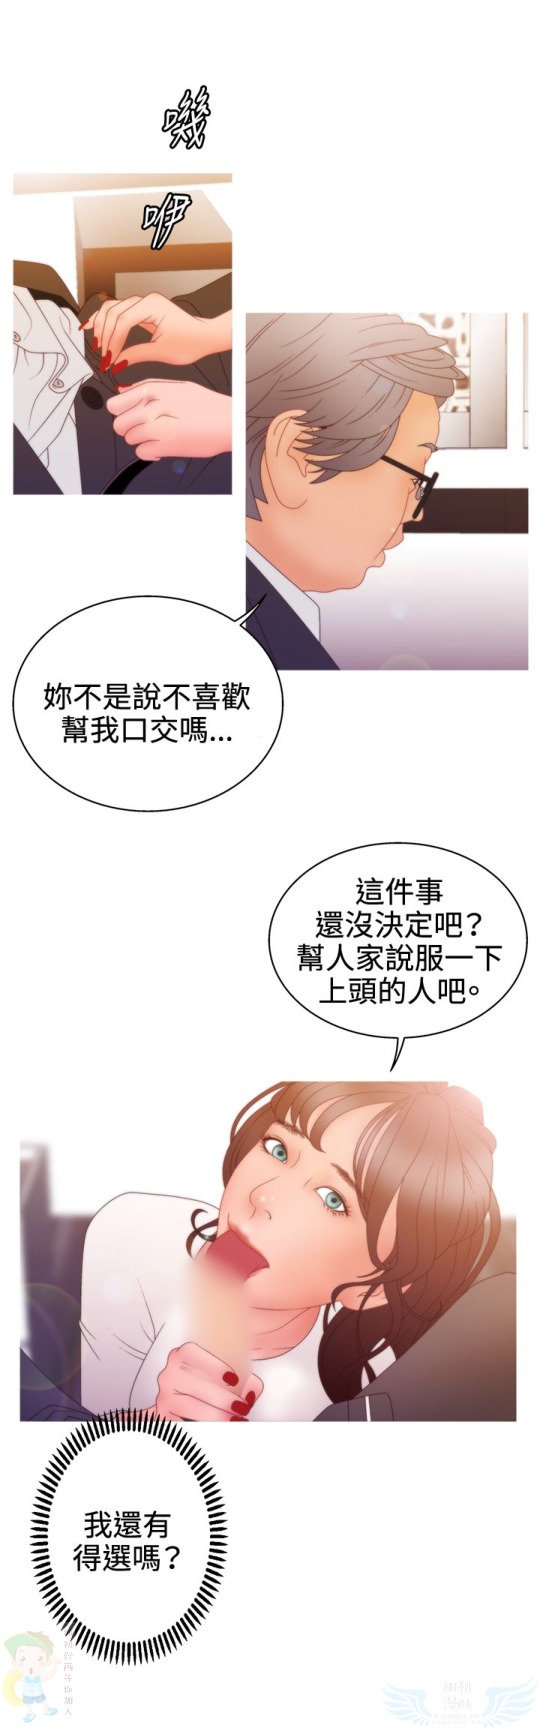 嘰
咿
妳不是說不喜歡
幫我口交嗎...
這件事
還沒決定吧？
幫人家說服一下
上頭的人吧。
我還有
得選嗎？